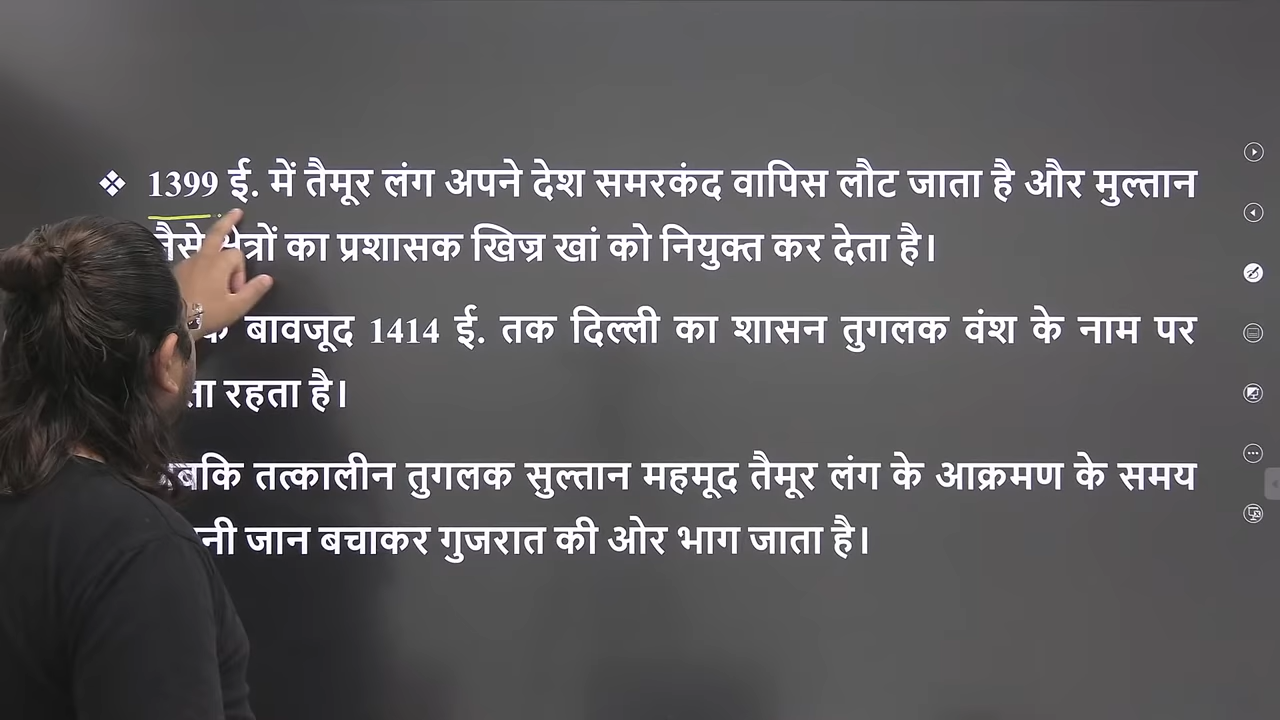 ❖ 1399 ई. में तैमूर लंग अपने देश समरकंद वापिस लौट जाता है और मुल्तान
जैसे क्षेत्रों का प्रशासक खिज्र खां को नियुक्त कर देता है।
बावजूद 1414 ई. तक दिल्ली का शासन तुगलक वंश के नाम पर
रहता है।
तत्कालीन तुगलक सुल्तान महमूद तैमूर लंग के आक्रमण के समय
जान बचाकर गुजरात की ओर भाग जाता है।